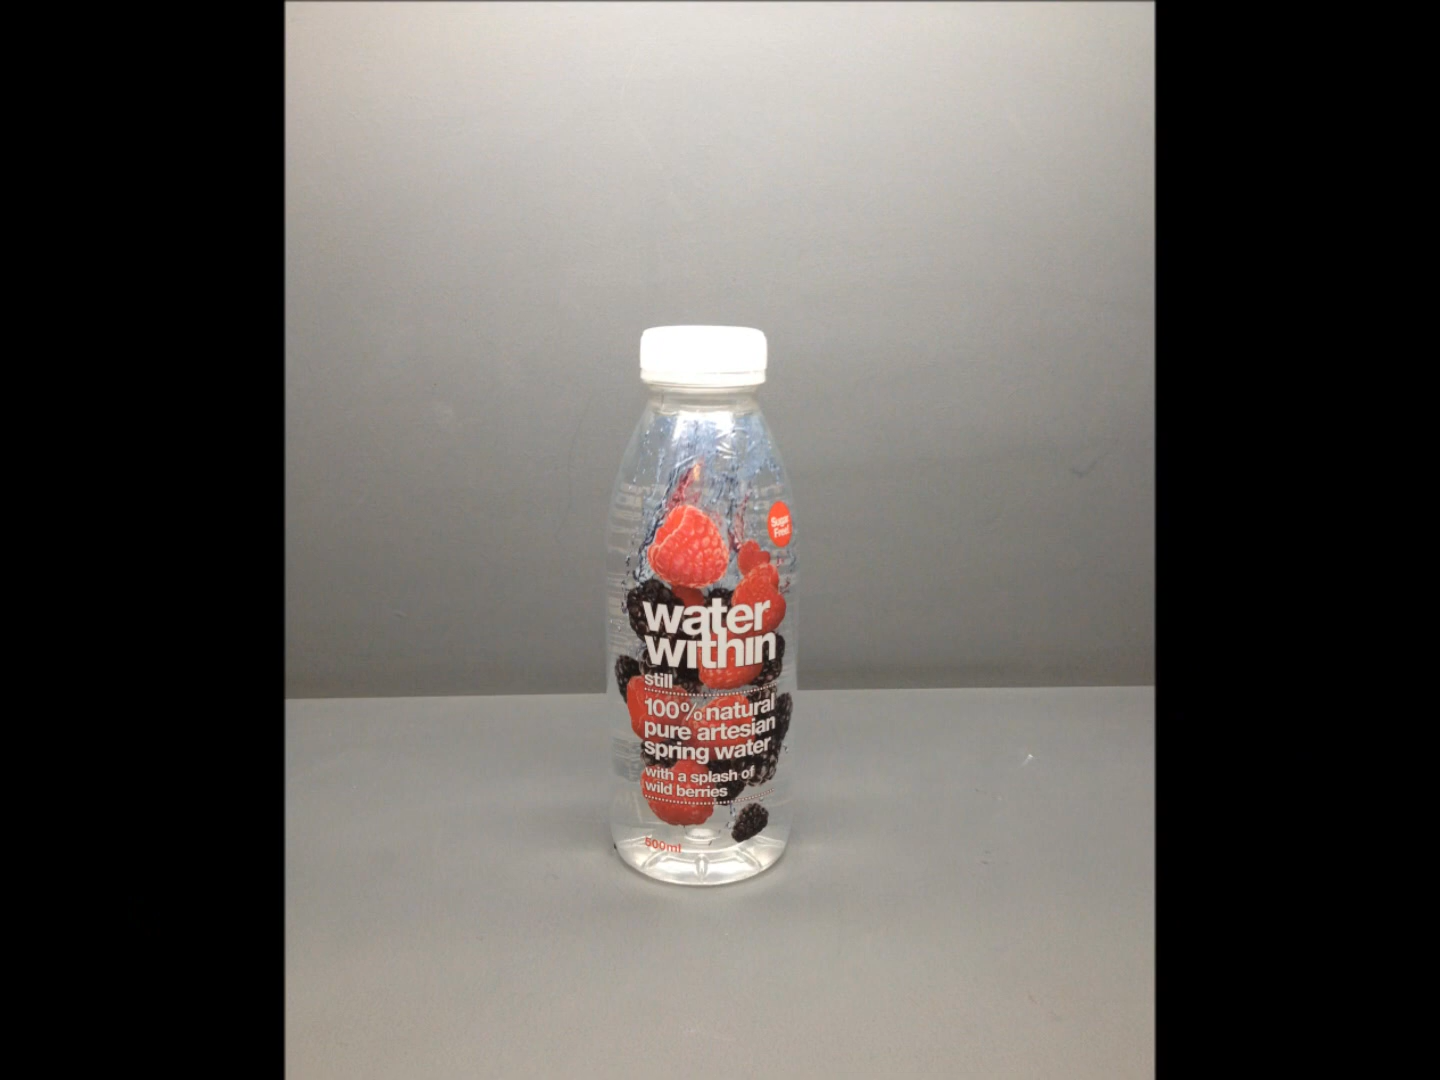 Sugar
Free!
water
within
still
100% natural
pure artesian
spring water
with a splash of
wild berries
500ml